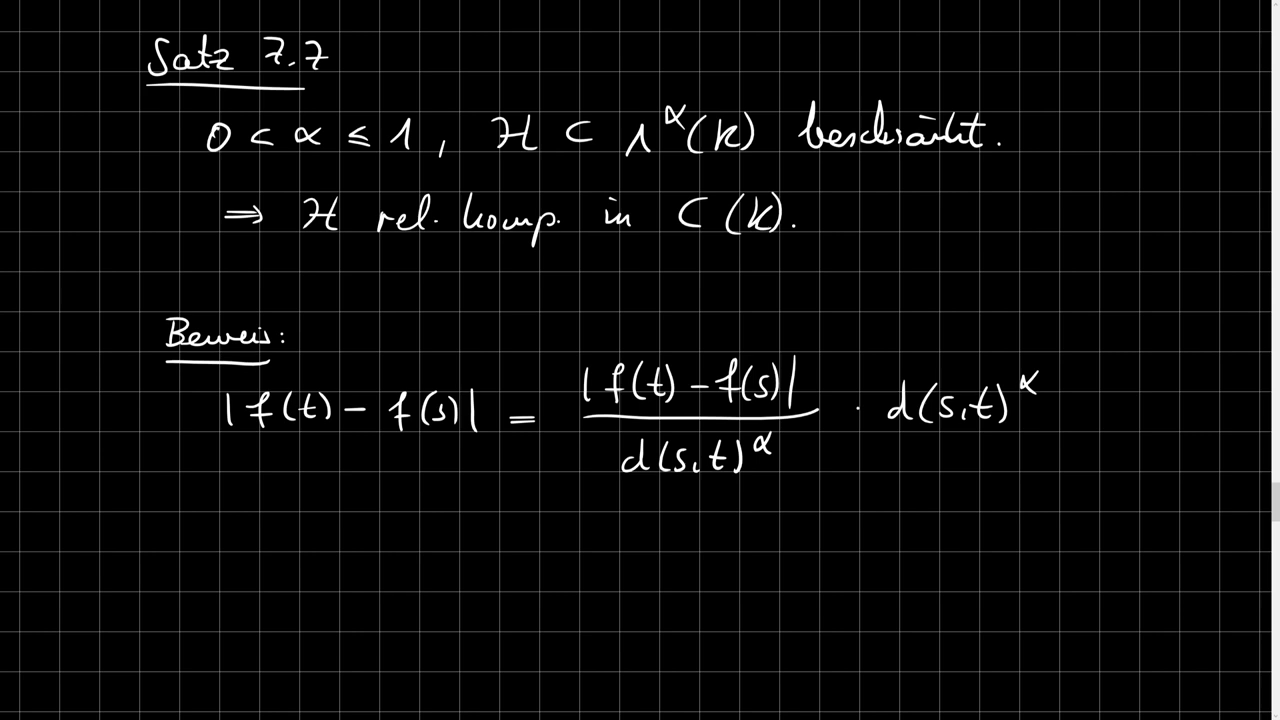 Satz 7.7
0 < α ≤ 1, ℋ ⊂ Λ^α(K) beschränkt.
⇒ ℋ rel. komp. in C(K).
Beweis:
|f(t) − f(s)| = |f(t) − f(s)| / d(s,t)^α · d(s,t)^α